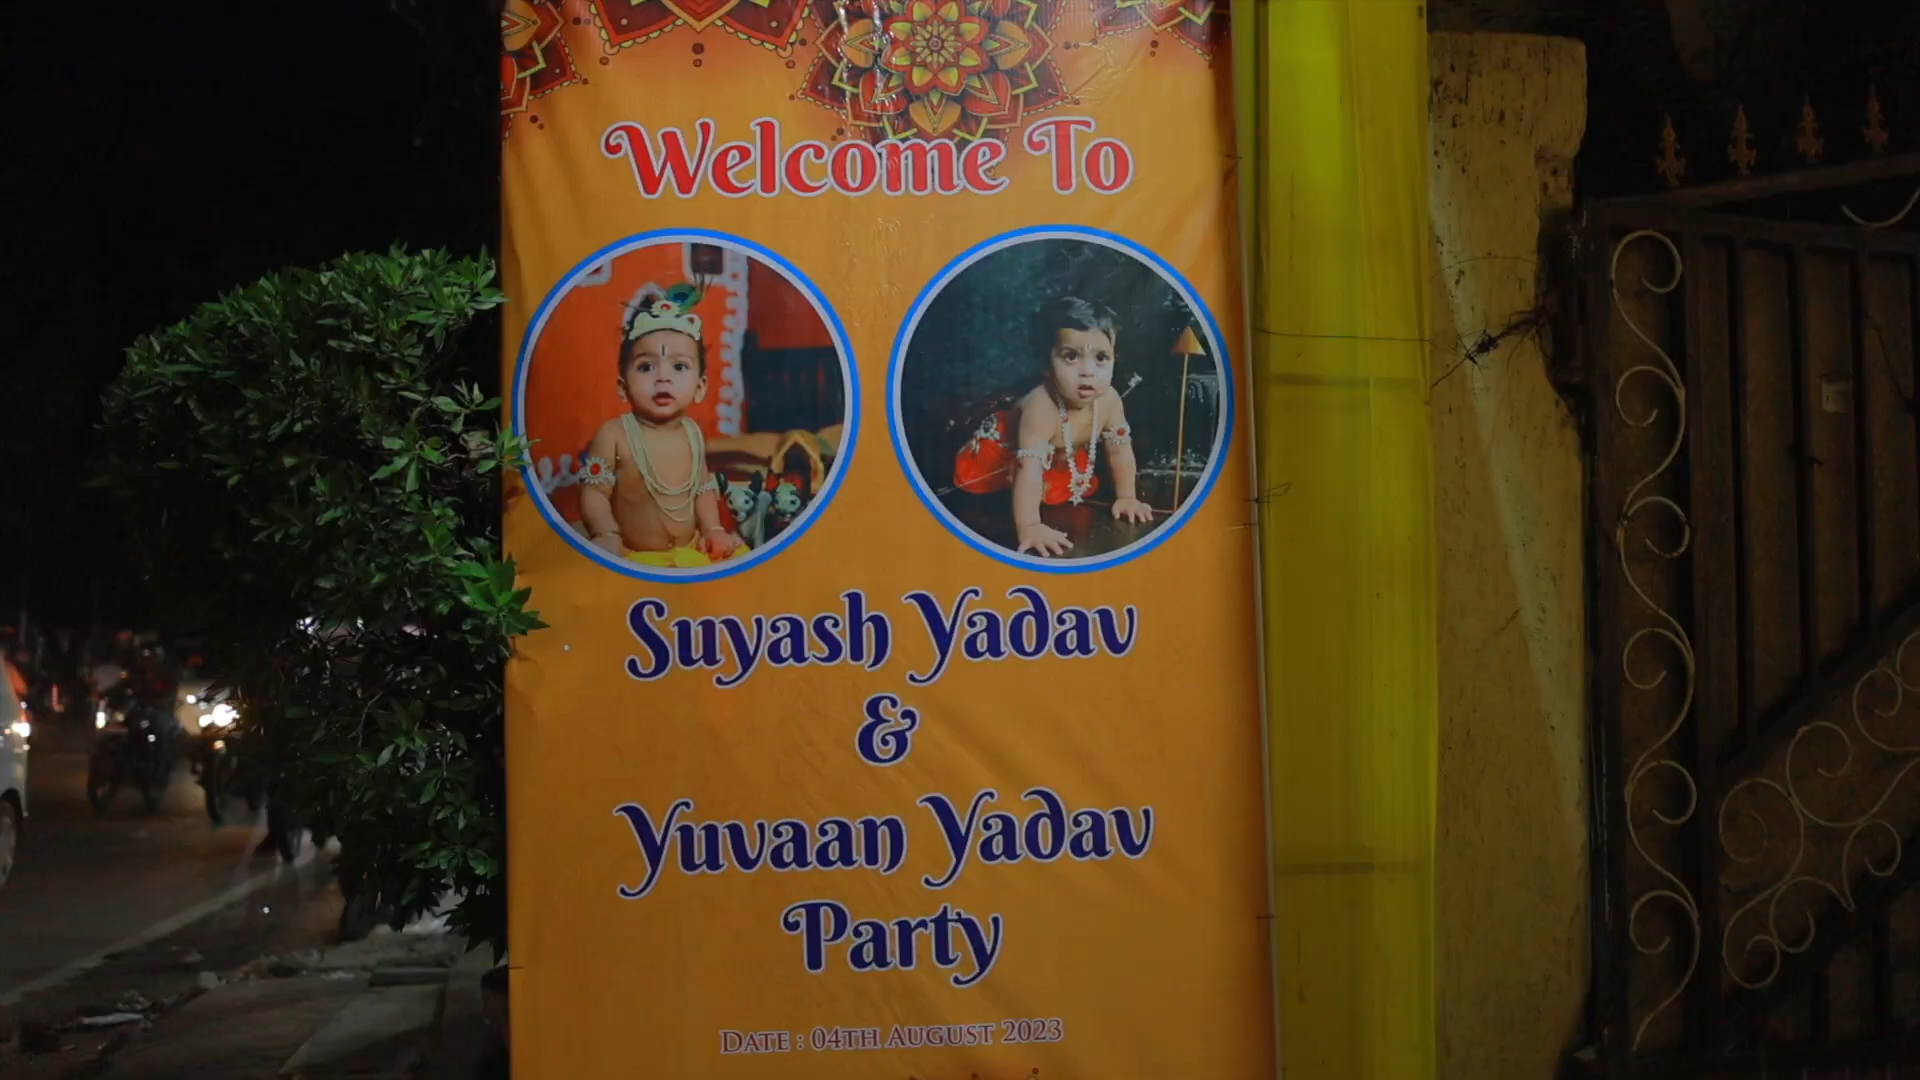 Welcome To
Suyash Yadav
&
Yuvaan Yadav
Party
DATE : 04TH AUGUST 2023